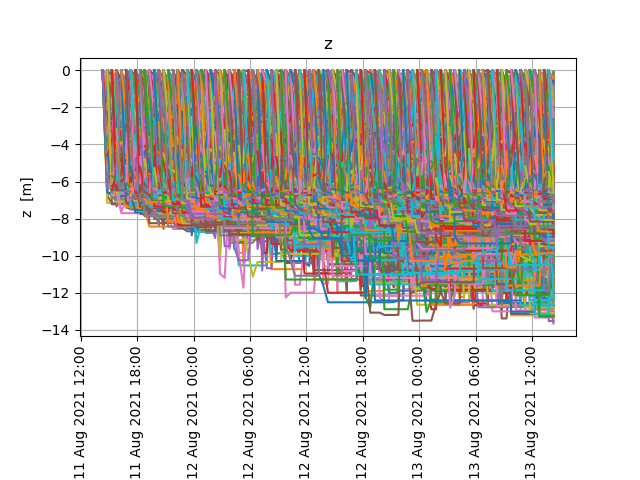 z
0
−2
−4
−6
−8
−10
−12
−14
z [m]
11 Aug 2021 12:00
11 Aug 2021 18:00
12 Aug 2021 00:00
12 Aug 2021 06:00
12 Aug 2021 12:00
12 Aug 2021 18:00
13 Aug 2021 00:00
13 Aug 2021 06:00
13 Aug 2021 12:00